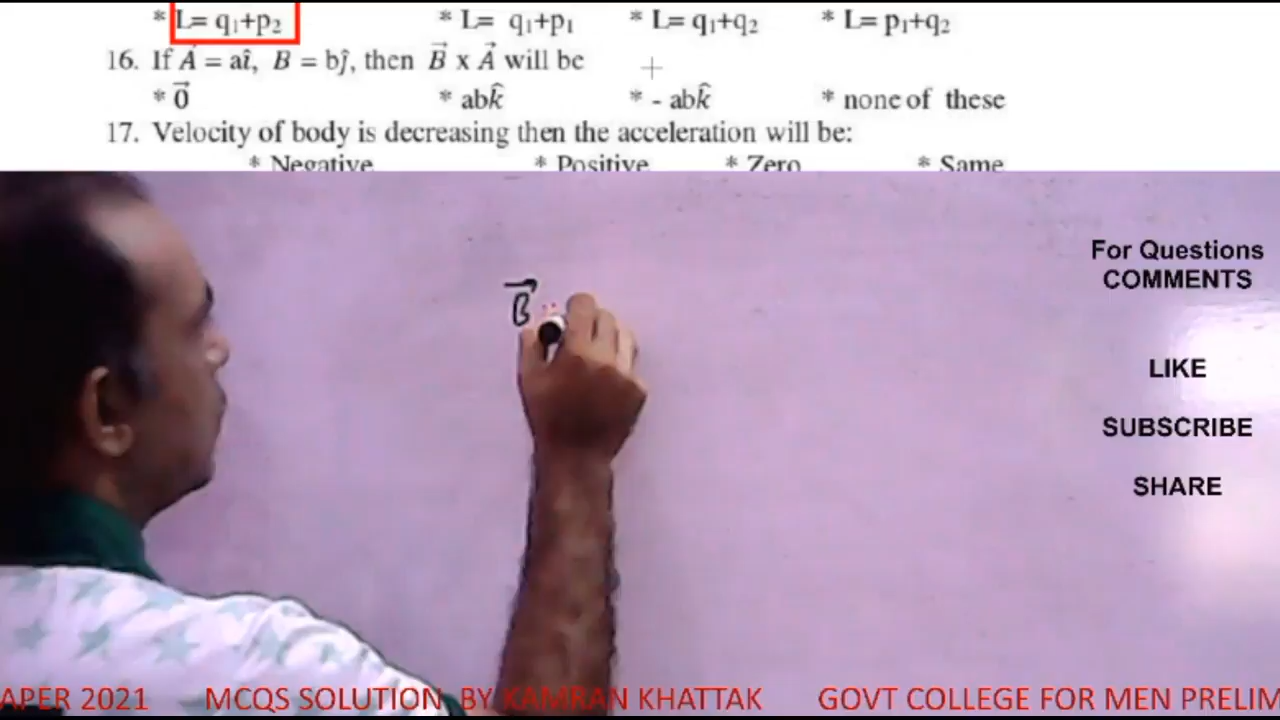 * L= q₁+p₂ * L= q₁+p₁ * L= q₁+q₂ * L= p₁+q₂
16. If A⃗ = aî, B = bĵ, then B⃗ x A⃗ will be
* 0⃗ * abk̂ * - abk̂ * none of these
17. Velocity of body is decreasing then the acceleration will be:
* Negative * Positive * Zero * Same
B⃗
For Questions
COMMENTS
LIKE
SUBSCRIBE
SHARE
APER 2021 MCQS SOLUTION BY KAMRAN KHATTAK GOVT COLLEGE FOR MEN PRELIM